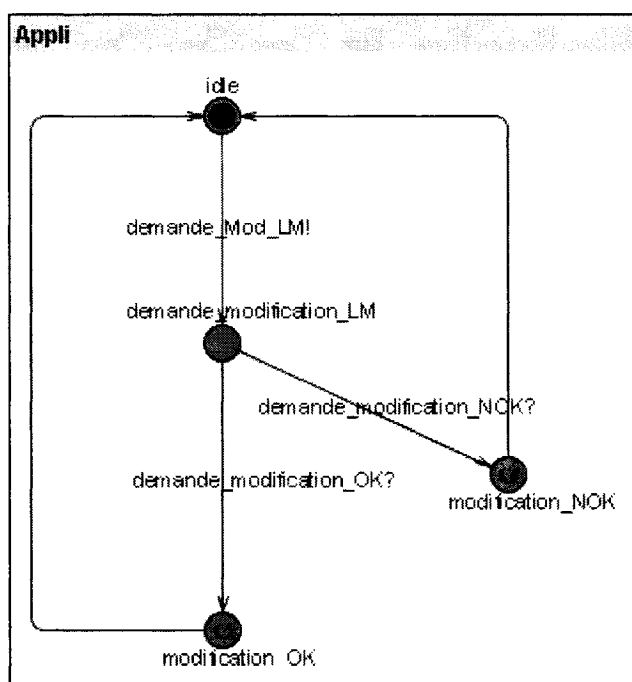 Appli
idle
demande_Mod_LM!
demande_modification_LM
demande_modification_NOK?
demande_modification_OK?
modification_NOK
modification_OK